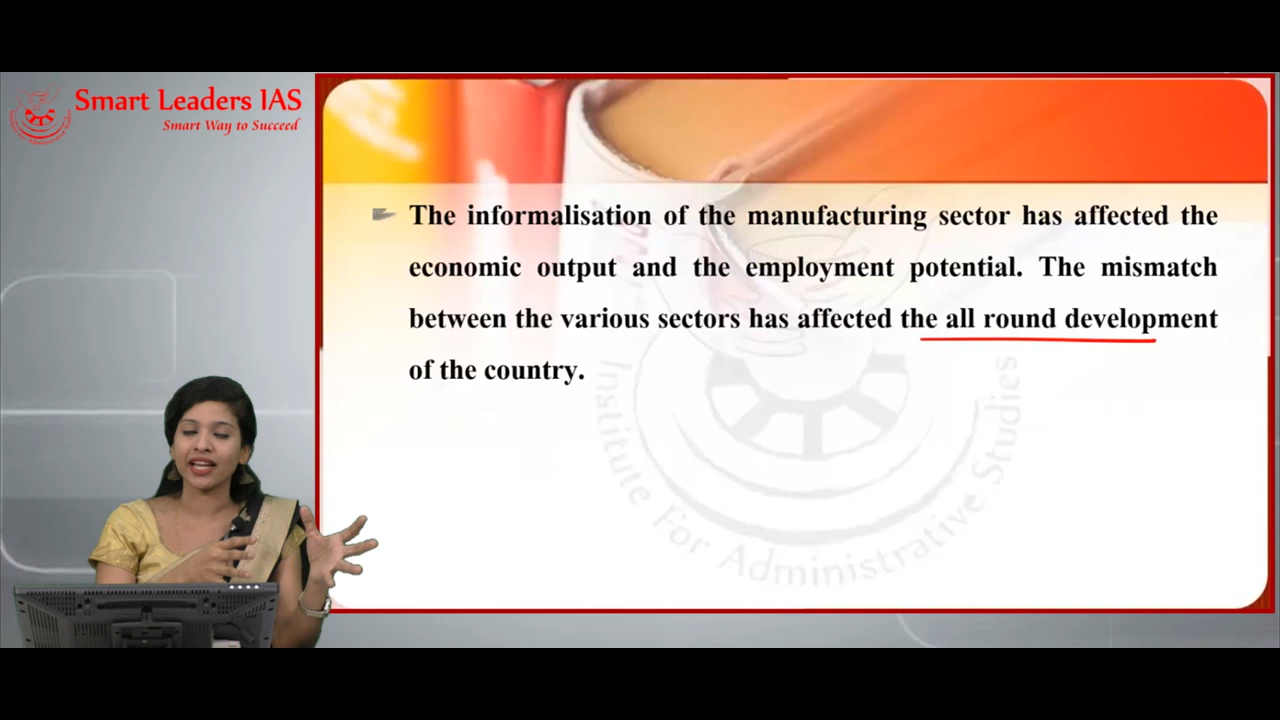 Smart Leaders IAS
Smart Way to Succeed
The informalisation of the manufacturing sector has affected the
economic output and the employment potential. The mismatch
between the various sectors has affected the all round development
of the country.
Institute For Administrative Studies